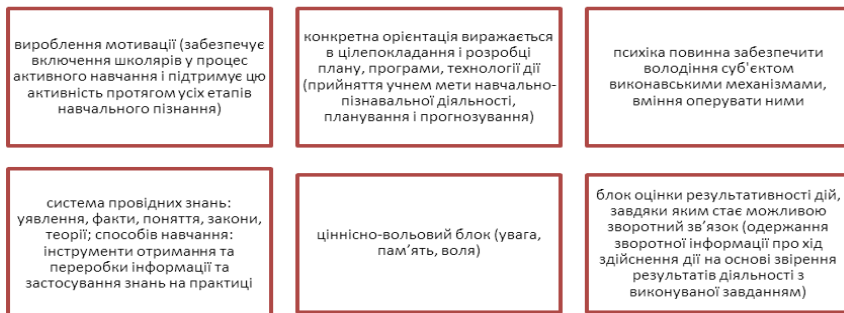 вироблення мотивації (забезпечує
включення школярів у процес
активного навчання і підтримує цю
активність протягом усіх етапів
навчального пізнання)
конкретна орієнтація виражається
в цілепокладання і розробці
плану, програми, технології дії
(прийняття учнем мети навчально-
пізнавальної діяльності,
планування і прогнозування)
психіка повинна забезпечити
володіння суб'єктом
виконавськими механізмами,
вміння оперувати ними
система провідних знань:
уявлення, факти, поняття, закони,
теорії; способів навчання:
інструменти отримання та
переробки інформації та
застосування знань на практиці
ціннісно-вольовий блок (увага,
пам’ять, воля)
блок оцінки результативності дій,
завдяки яким стає можливою
зворотний зв’язок (одержання
зворотної інформації про хід
здійснення дії на основі звірення
результатів діяльності з
виконуваної завданням)